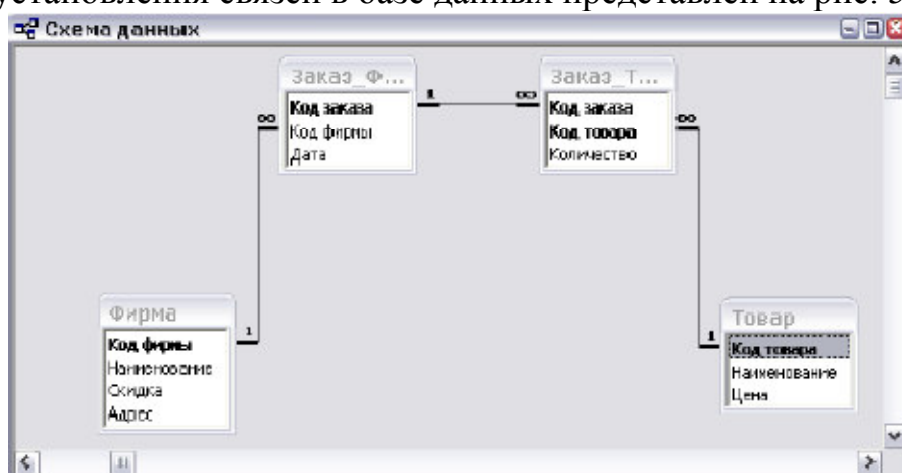 установления связей в базе данных представлен на рис. 3
Схема данных
Заказ_Ф...
Код заказа
Код фирмы
Дата
1
∞
Заказ_Т...
Код заказа
Код товара
Количество
∞
∞
Фирма
Код фирмы
Наименование
Скидка
Адрес
1
Товар
Код товара
Наименование
Цена
1